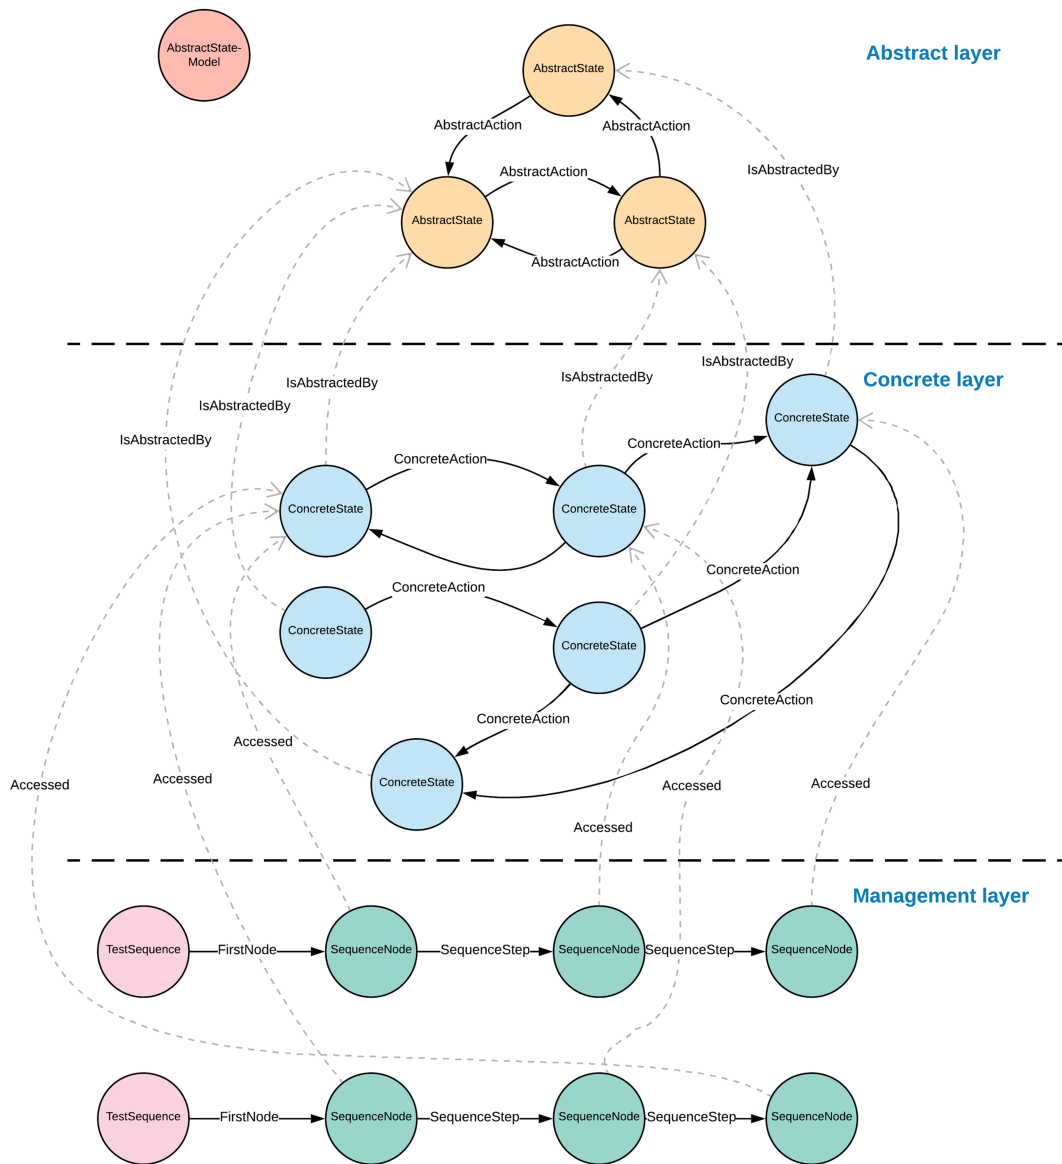 AbstractState-
Model
AbstractState
Abstract layer
AbstractAction
AbstractAction
IsAbstractedBy
AbstractAction
AbstractState
AbstractState
AbstractAction
IsAbstractedBy
Concrete layer
IsAbstractedBy
IsAbstractedBy
IsAbstractedBy
IsAbstractedBy
ConcreteState
ConcreteAction
ConcreteAction
ConcreteState
ConcreteState
ConcreteAction
ConcreteAction
ConcreteState
ConcreteState
ConcreteAction
ConcreteAction
Accessed
Accessed
Accessed
ConcreteState
Accessed
Accessed
Accessed
Management layer
TestSequence
FirstNode
SequenceNode
SequenceStep
SequenceNode
SequenceStep
SequenceNode
TestSequence
FirstNode
SequenceNode
SequenceStep
SequenceNode
SequenceStep
SequenceNode